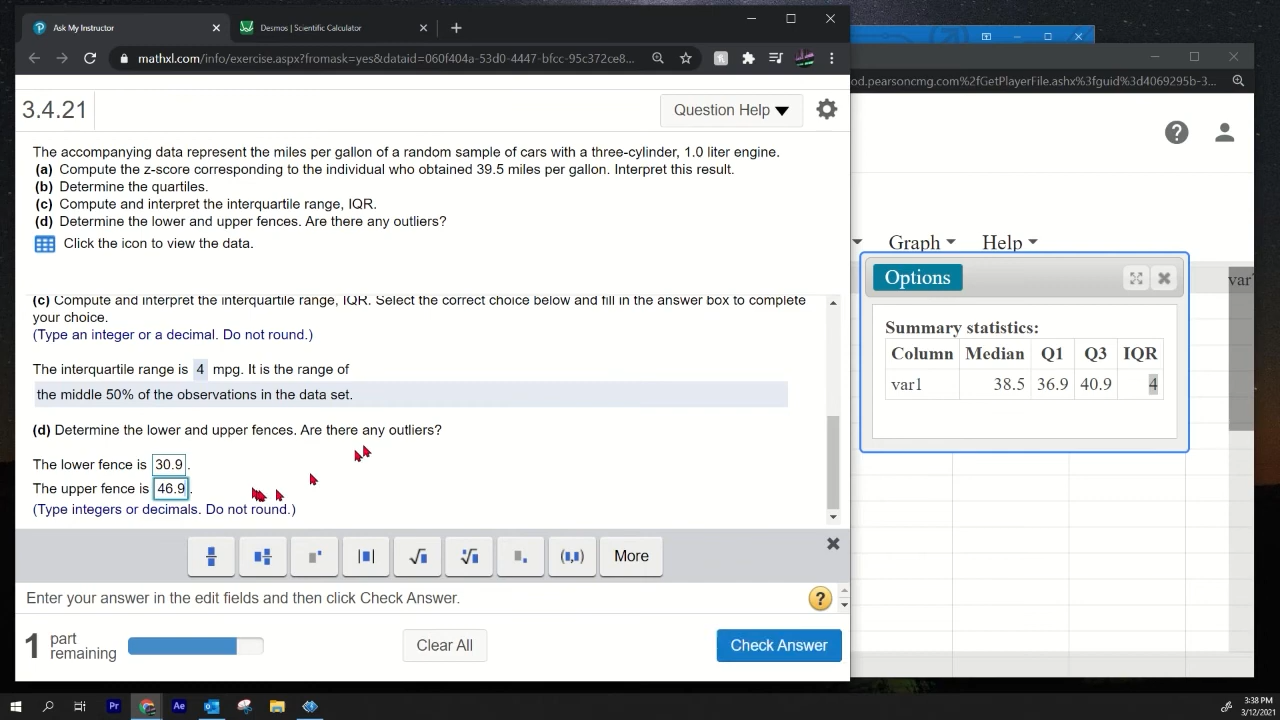 Ask My Instructor
Desmos | Scientific Calculator
mathxl.com/info/exercise.aspx?fromask=yes&dataid=060f404a-53d0-4447-bfcc-95c372ce8...
od.pearsoncmg.com%2fGetPlayerFile.ashx%3fguid%3d4069295b-3...
3.4.21
Question Help
The accompanying data represent the miles per gallon of a random sample of cars with a three-cylinder, 1.0 liter engine.
(a) Compute the z-score corresponding to the individual who obtained 39.5 miles per gallon. Interpret this result.
(b) Determine the quartiles.
(c) Compute and interpret the interquartile range, IQR.
(d) Determine the lower and upper fences. Are there any outliers?
Click the icon to view the data.
(c) Compute and interpret the interquartile range, IQR. Select the correct choice below and fill in the answer box to complete
your choice.
(Type an integer or a decimal. Do not round.)
The interquartile range is 4 mpg. It is the range of
the middle 50% of the observations in the data set.
(d) Determine the lower and upper fences. Are there any outliers?
The lower fence is 30.9.
The upper fence is 46.9.
(Type integers or decimals. Do not round.)
More
Enter your answer in the edit fields and then click Check Answer.
?
1 part
remaining
Clear All
Check Answer
Graph Help
var
Options
Summary statistics:
Column Median Q1 Q3 IQR
var1 38.5 36.9 40.9 4
Pr
Ae
3:38 PM
3/12/2021